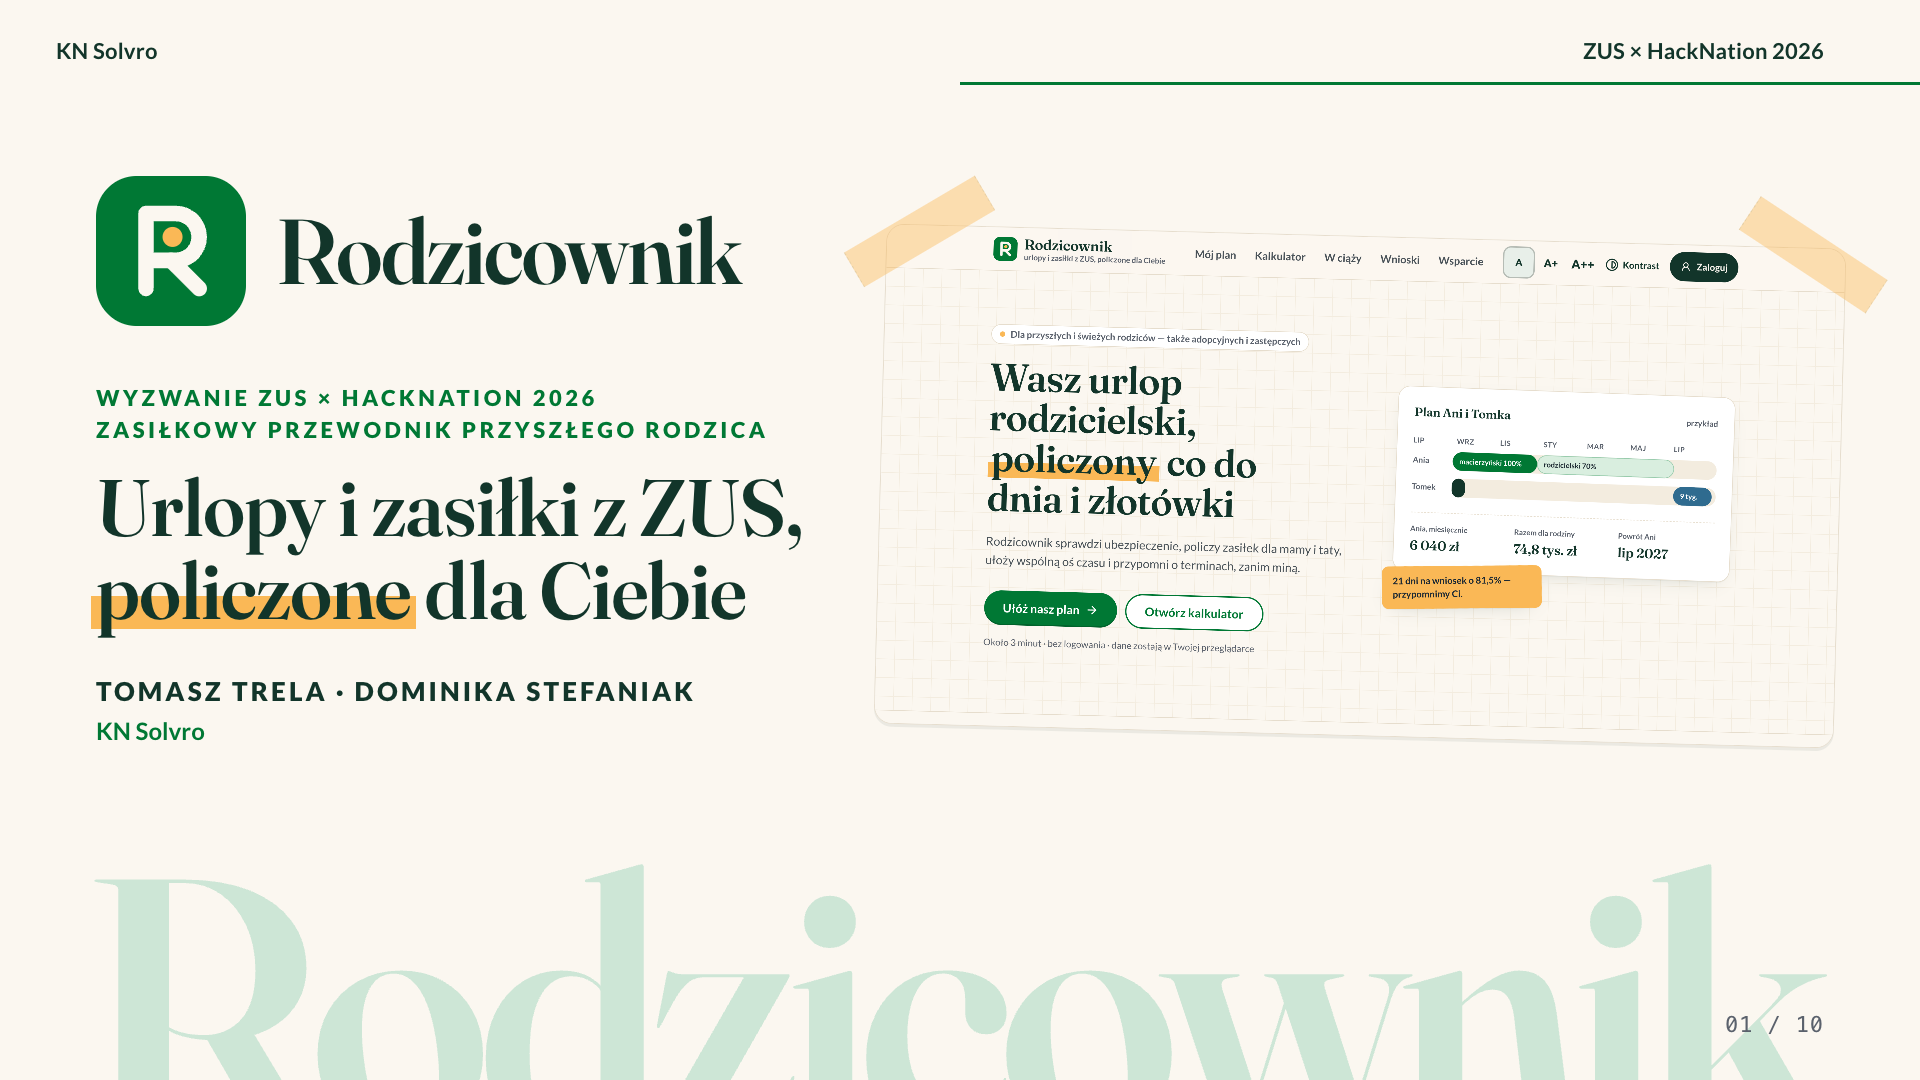 KN Solvro
ZUS × HackNation 2026
Rodzicownik
WYZWANIE ZUS × HACKNATION 2026
ZASIŁKOWY PRZEWODNIK PRZYSZŁEGO RODZICA
Urlopy i zasiłki z ZUS,
policzone dla Ciebie
TOMASZ TRELA · DOMINIKA STEFANIAK
KN Solvro
Rodzicownik
urlopy i zasiłki z ZUS, policzone dla Ciebie
Mój plan Kalkulator W ciąży Wnioski Wsparcie A A+ A++ Kontrast Zaloguj
Dla przyszłych i świeżych rodziców — także adopcyjnych i zastępczych
Wasz urlop
rodzicielski,
policzony co do
dnia i złotówki
Rodzicownik sprawdzi ubezpieczenie, policzy zasiłek dla mamy i taty,
ułoży wspólną oś czasu i przypomni o terminach, zanim miną.
Ułóż nasz plan → Otwórz kalkulator
Około 3 minut · bez logowania · dane zostają w Twojej przeglądarce
Plan Ani i Tomka przykład
LIP WRZ LIS STY MAR MAJ LIP
Ania macierzyński 100% rodzicielski 70%
Tomek 9 tyg.
Ania, miesięcznie Razem dla rodziny Powrót Ani
6 040 zł 74,8 tys. zł lip 2027
21 dni na wniosek o 81,5% —
przypomnimy Ci.
Rodzicownik
01 / 10